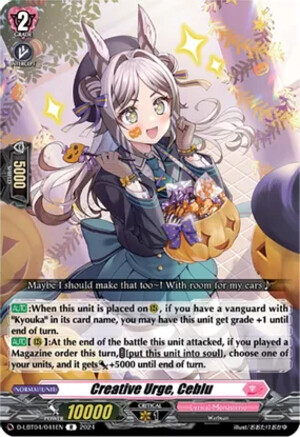 2
GRADE
INTERCEPT
5000
SHIELD
Maybe I should make that too~! With room for my ears♪
AUTO:When this unit is placed on , if you have a vanguard with
"Kyouka" in its card name, you may have this unit get grade +1 until
end of turn.
AUTO : At the end of the battle this unit attacked, if you played a
Magazine order this turn, [put this unit into soul], choose one of your
units, and it gets +5000 until end of turn.
NORMAL UNIT
Creative Urge, Ceblu
Lyrical Monasterio
D-LBT04/041EN R 2024
POWER
10000
CRITICAL
1